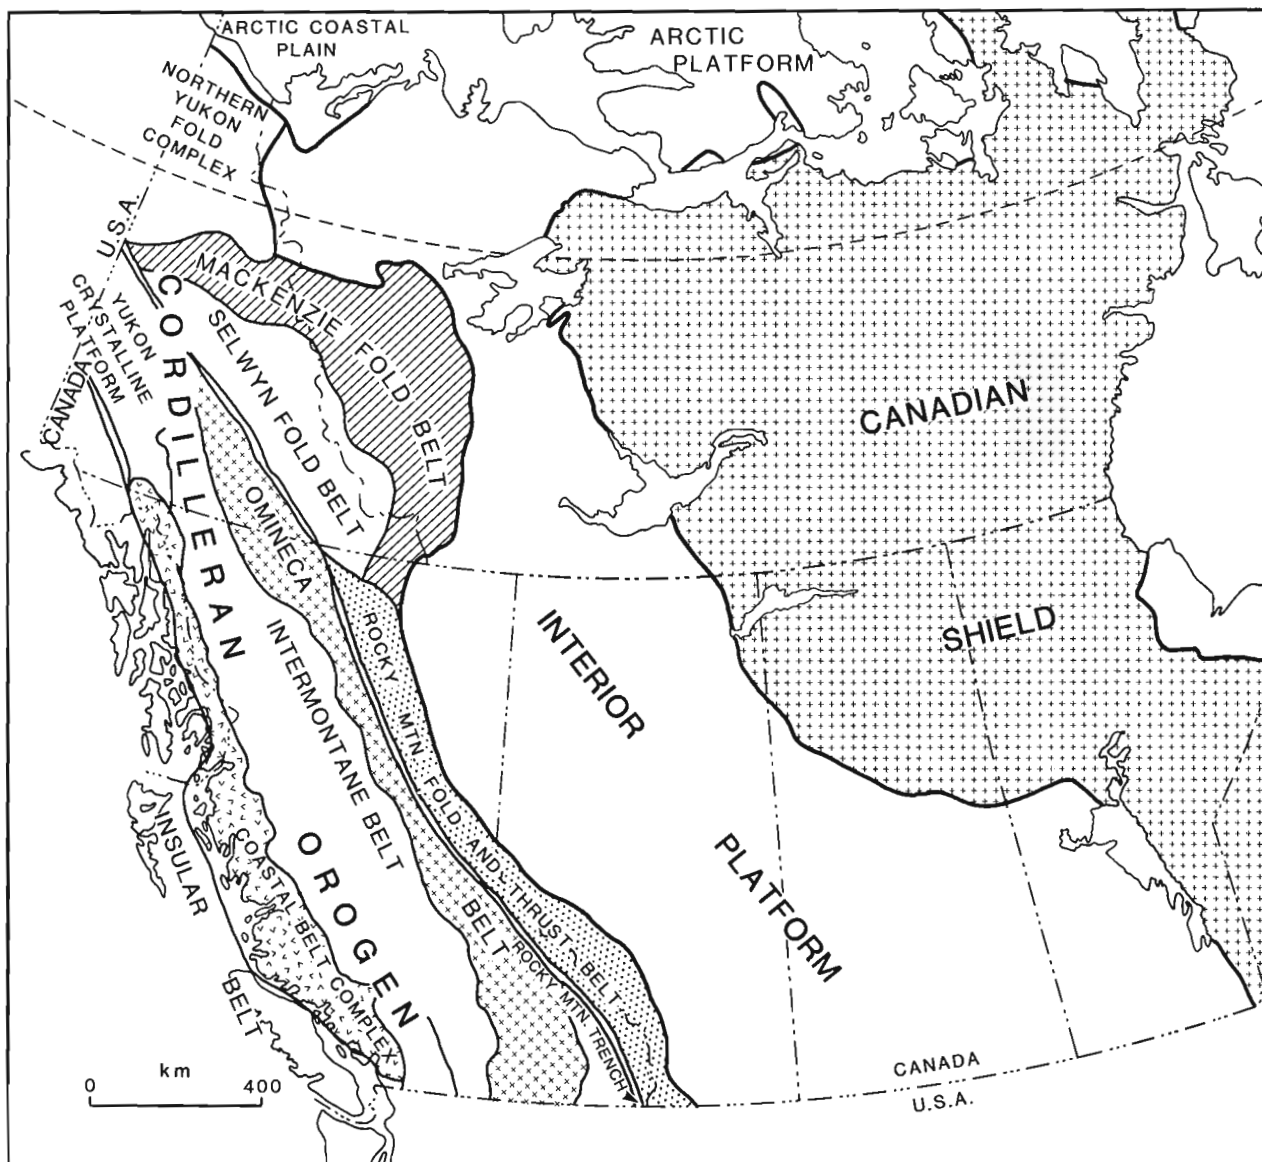 ARCTIC COASTAL
PLAIN
ARCTIC
PLATFORM
NORTHERN
YUKON
FOLD
COMPLEX
U.S.A.
CANADA
YUKON
CRYSTALLINE
PLATFORM
MACKENZIE FOLD BELT
SELWYN FOLD BELT
CORDILLERAN OROGEN
OMINECA BELT
INTERMONTANE BELT
ROCKY MTN FOLD AND THRUST BELT
ROCKY MTN TRENCH
INSULAR BELT
COASTAL BELT COMPLEX
INTERIOR
PLATFORM
CANADIAN
SHIELD
CANADA
U.S.A.
km
0 400